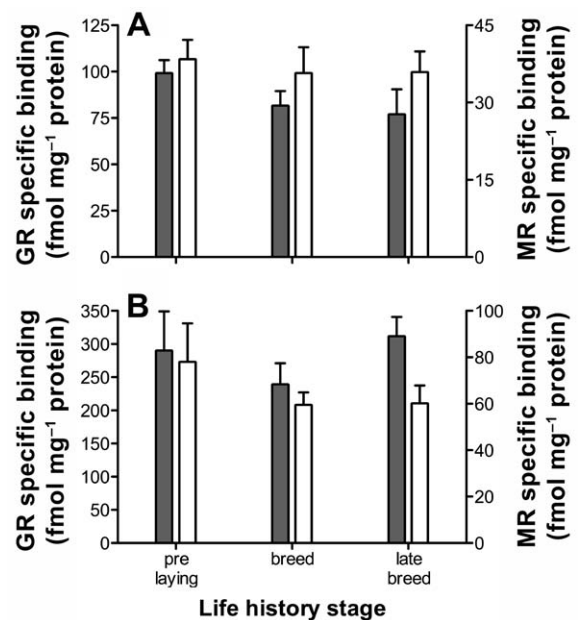 A
GR specific binding
(fmol mg⁻¹ protein)
125
100
75
50
25
0
45
30
15
0
MR specific binding
(fmol mg⁻¹ protein)
B
GR specific binding
(fmol mg⁻¹ protein)
350
300
250
200
150
100
50
0
100
80
60
40
20
0
MR specific binding
(fmol mg⁻¹ protein)
pre
laying
breed
late
breed
Life history stage